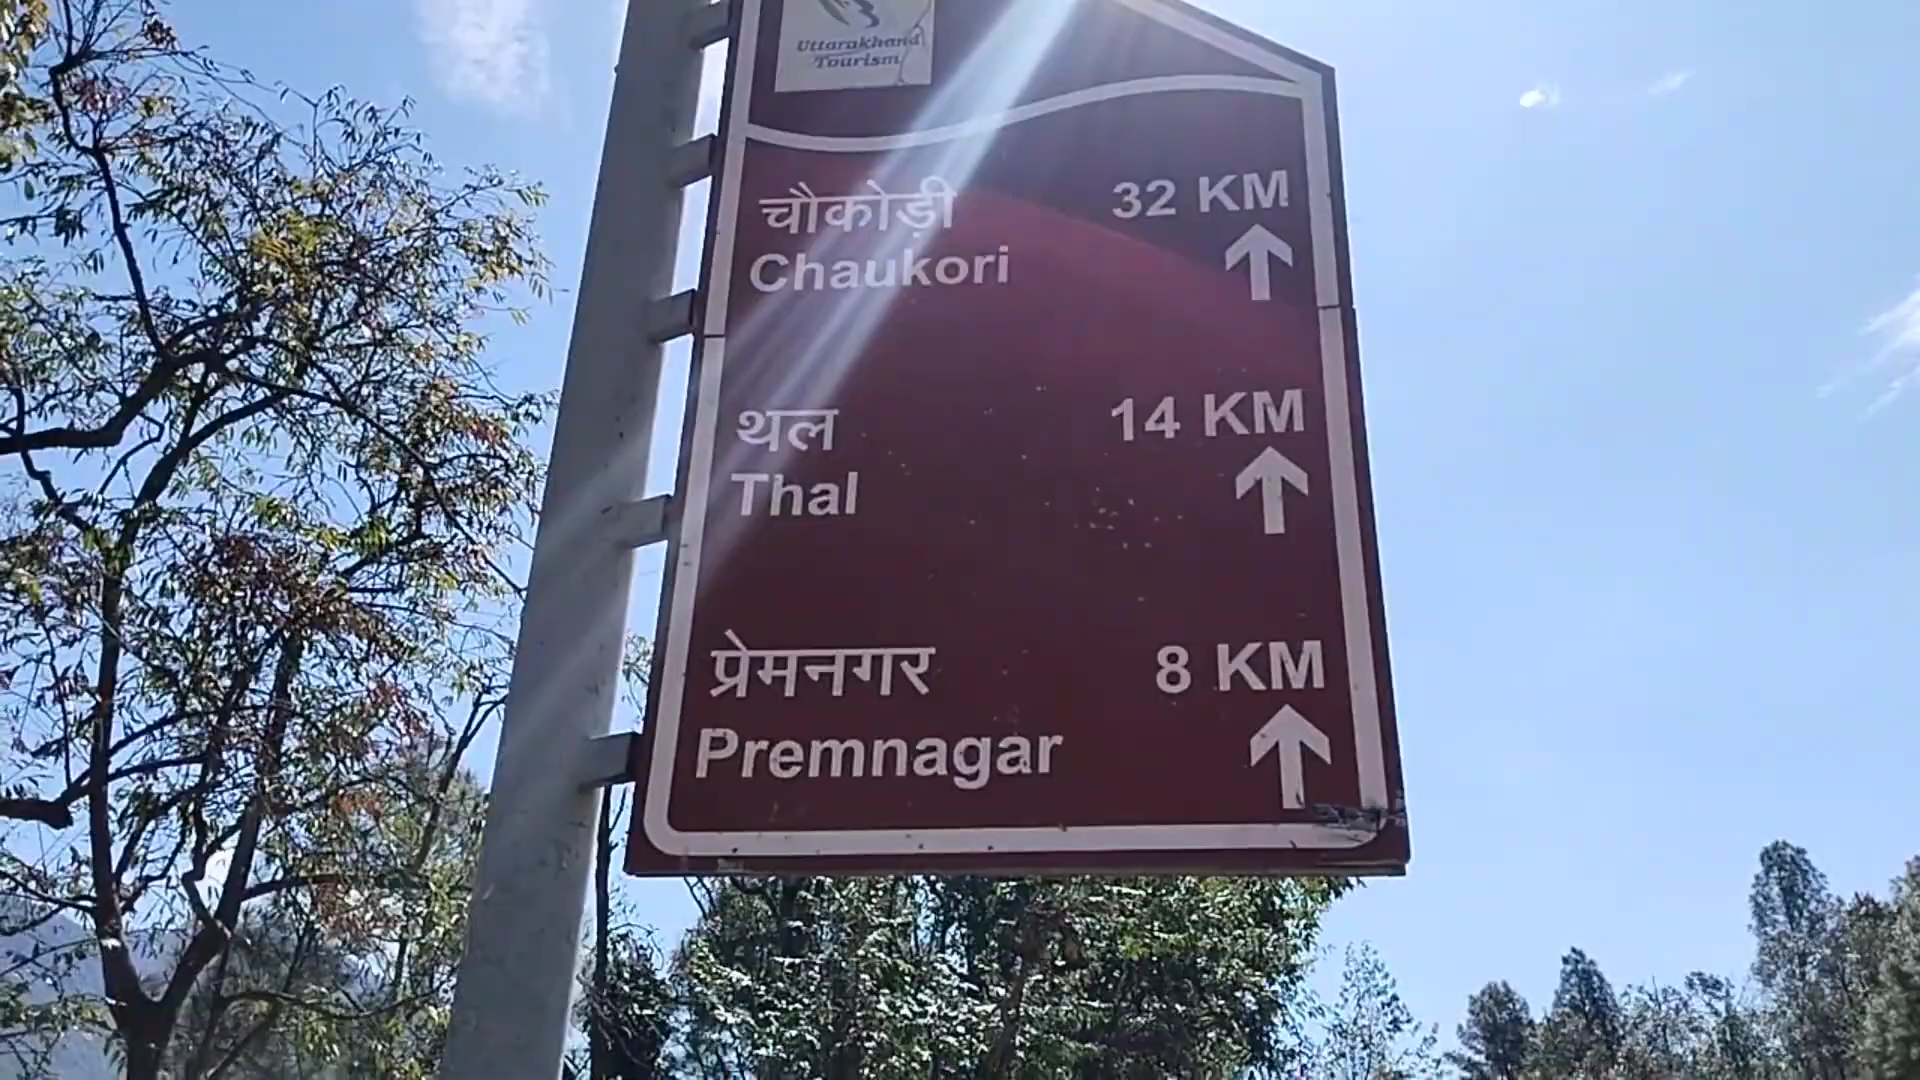 Uttarakhand
Tourism
चौकोड़ी 32 KM
Chaukori
थल 14 KM
Thal
प्रेमनगर 8 KM
Premnagar